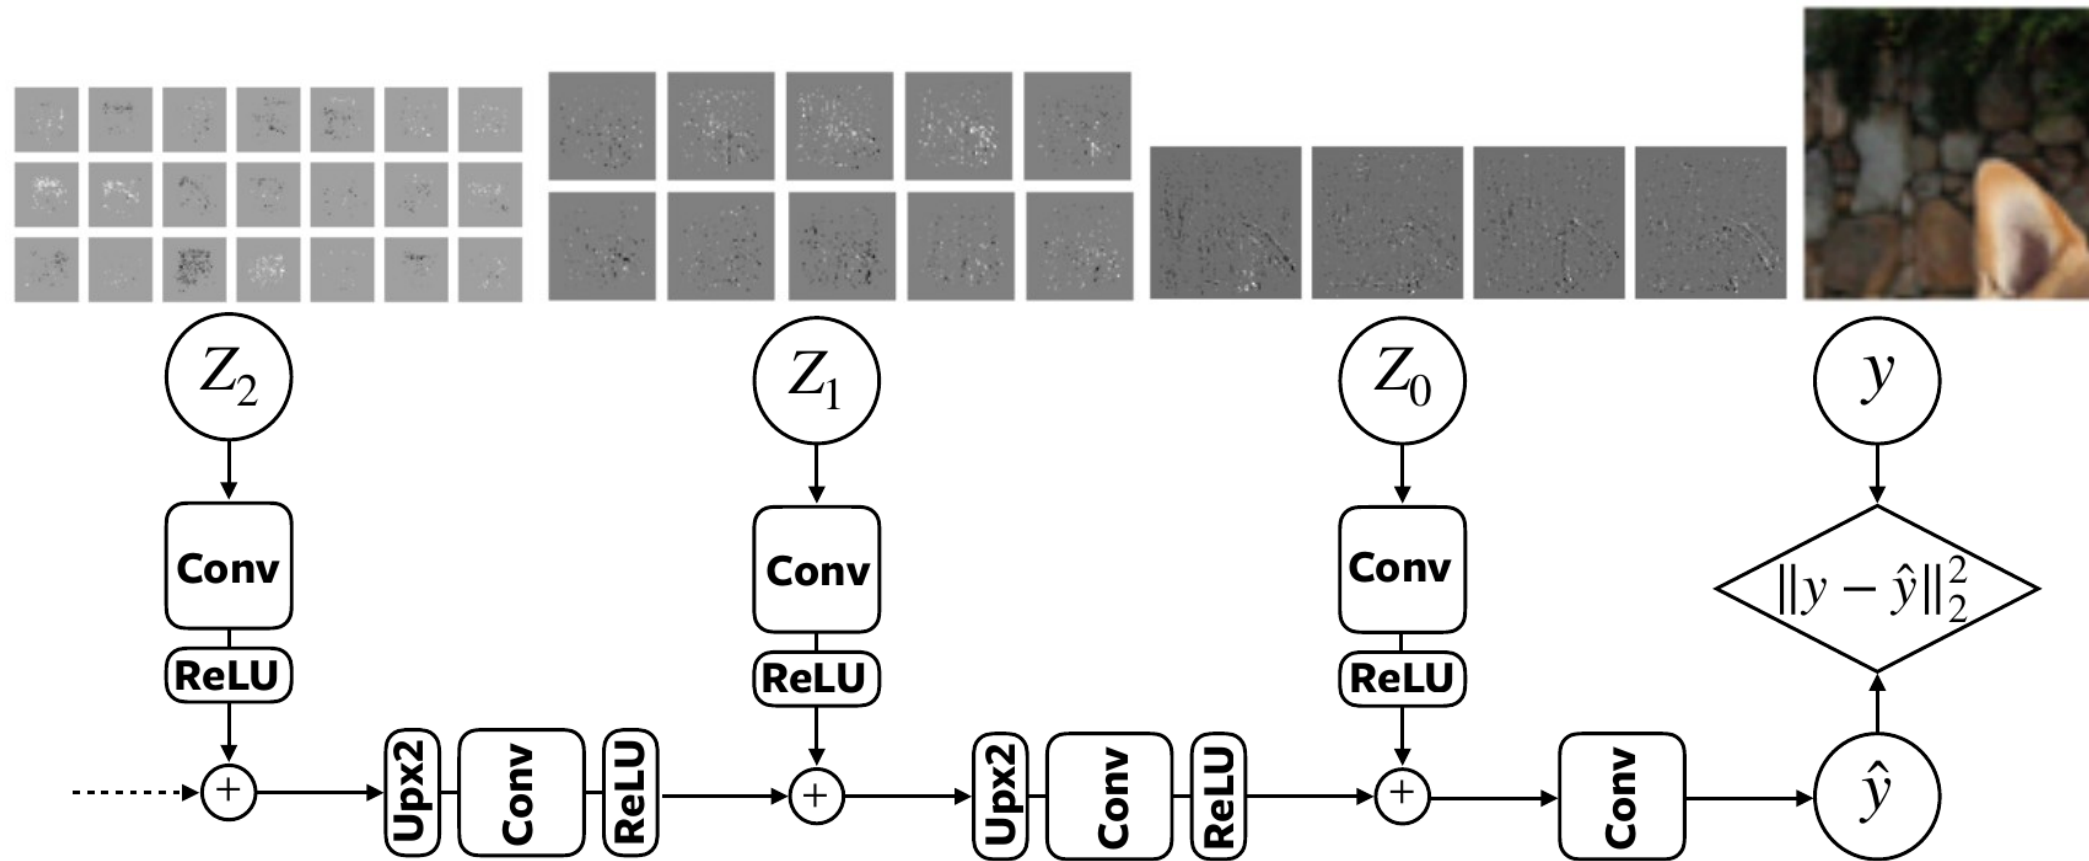 Z₂
Z₁
Z₀
y
Conv
Conv
Conv
‖y − ŷ‖₂²
ReLU
ReLU
ReLU
+
Upx2
Conv
ReLU
+
Upx2
Conv
ReLU
+
Conv
ŷ